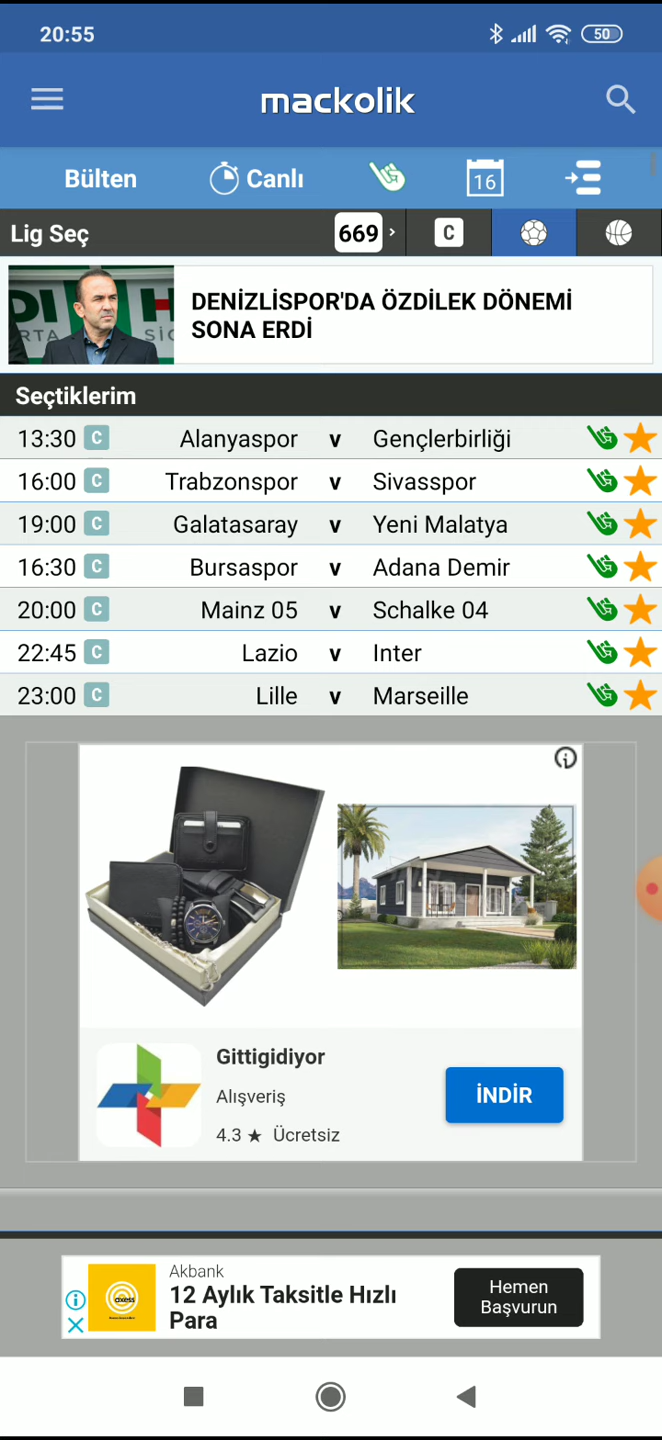 20:55
50
mackolik
Bülten
Canlı
16
Lig Seç
669
C
DENİZLİSPOR'DA ÖZDİLEK DÖNEMİ
SONA ERDİ
Seçtiklerim
13:30 C Alanyaspor v Gençlerbirliği
16:00 C Trabzonspor v Sivasspor
19:00 C Galatasaray v Yeni Malatya
16:30 C Bursaspor v Adana Demir
20:00 C Mainz 05 v Schalke 04
22:45 C Lazio v Inter
23:00 C Lille v Marseille
Gittigidiyor
Alışveriş
4.3 ★ Ücretsiz
İNDİR
axess
Akbank
12 Aylık Taksitle Hızlı
Para
Hemen
Başvurun